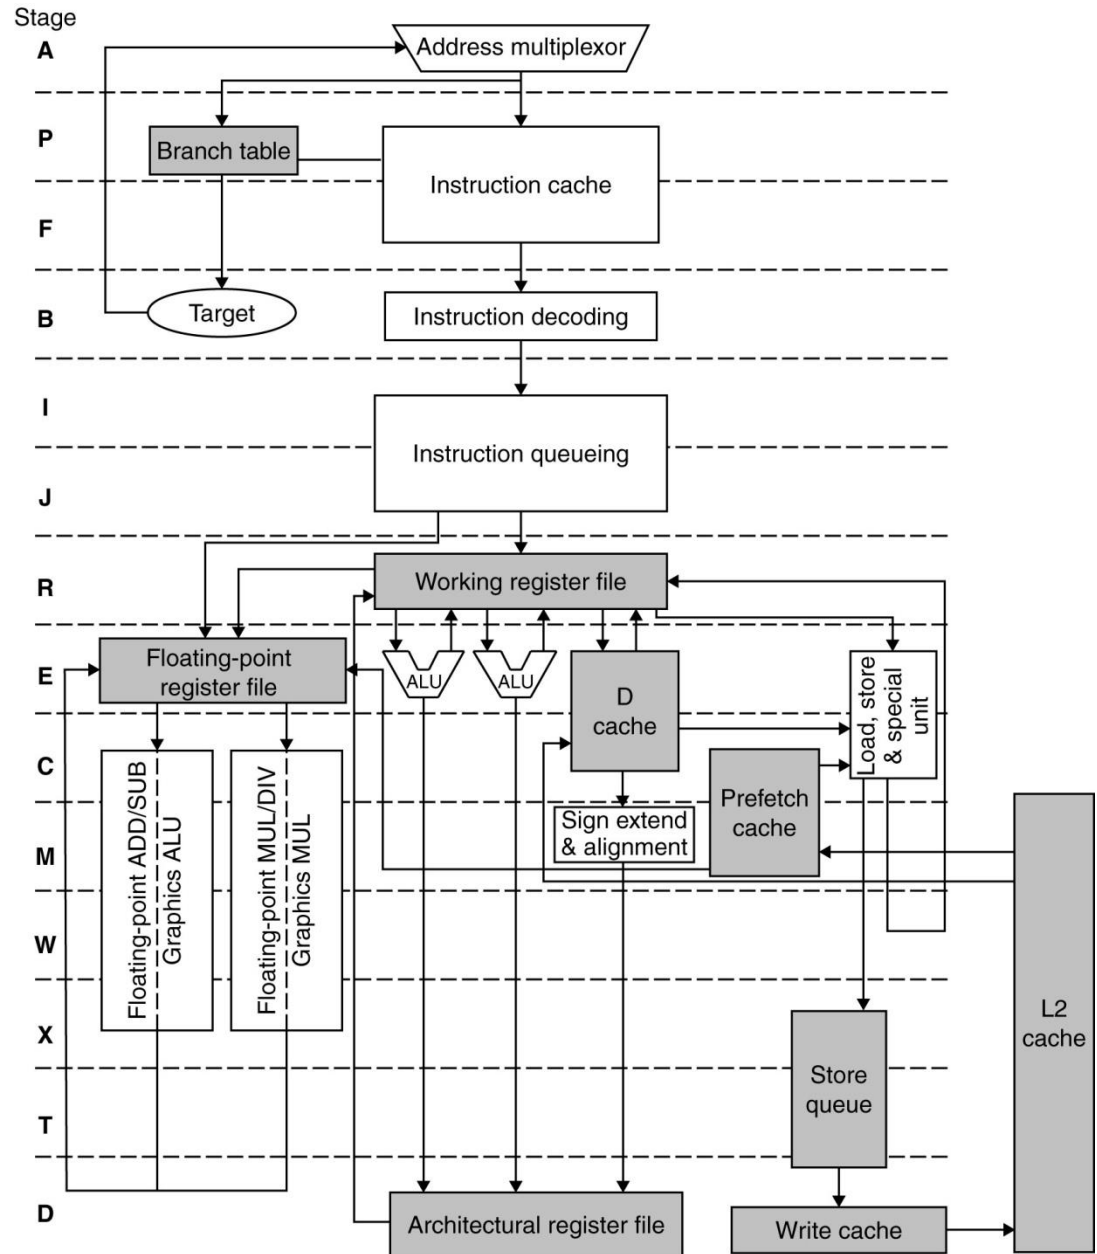 Stage
A
Address multiplexor
P
Branch table
Instruction cache
F
B
Target
Instruction decoding
I
Instruction queueing
J
R
Working register file
E
Floating-point
register file
ALU
ALU
D
cache
Load, store
& special
unit
C
Prefetch
cache
M
Sign extend
& alignment
Floating-point ADD/SUB
Graphics ALU
Floating-point MUL/DIV
Graphics MUL
W
X
L2
cache
Store
queue
T
D
Architectural register file
Write cache